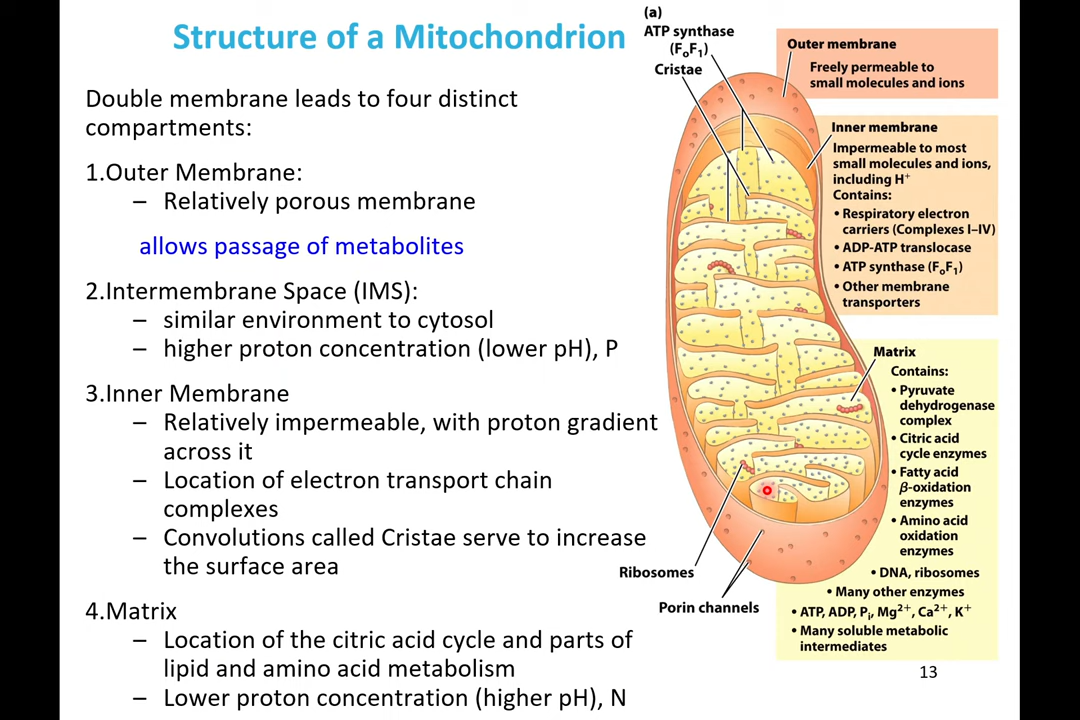 Structure of a Mitochondrion
Double membrane leads to four distinct
compartments:
1.Outer Membrane:
– Relatively porous membrane
allows passage of metabolites
2.Intermembrane Space (IMS):
– similar environment to cytosol
– higher proton concentration (lower pH), P
3.Inner Membrane
– Relatively impermeable, with proton gradient
across it
– Location of electron transport chain
complexes
– Convolutions called Cristae serve to increase
the surface area
4.Matrix
– Location of the citric acid cycle and parts of
lipid and amino acid metabolism
– Lower proton concentration (higher pH), N
(a)
ATP synthase
(FₒF₁)
Cristae
Outer membrane
Freely permeable to
small molecules and ions
Inner membrane
Impermeable to most
small molecules and ions,
including H⁺
Contains:
• Respiratory electron
carriers (Complexes I–IV)
• ADP-ATP translocase
• ATP synthase (FₒF₁)
• Other membrane
transporters
Matrix
Contains:
• Pyruvate
dehydrogenase
complex
• Citric acid
cycle enzymes
• Fatty acid
β-oxidation
enzymes
• Amino acid
oxidation
enzymes
• DNA, ribosomes
• Many other enzymes
• ATP, ADP, Pᵢ, Mg²⁺, Ca²⁺, K⁺
• Many soluble metabolic
intermediates
Ribosomes
Porin channels
13